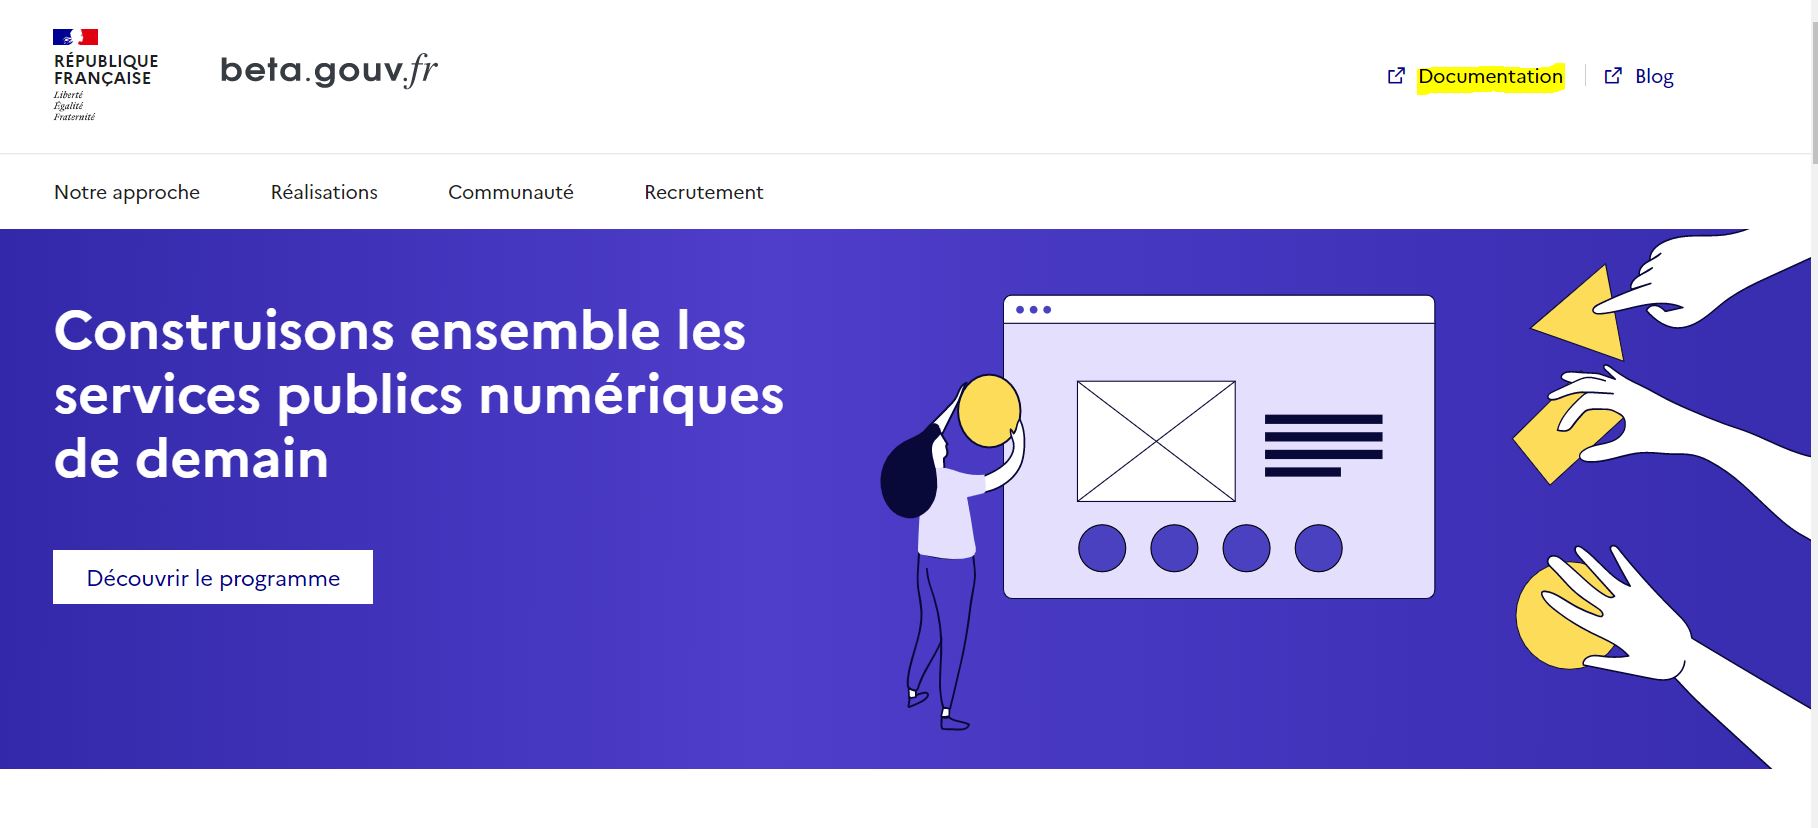 RÉPUBLIQUE
FRANÇAISE
Liberté
Égalité
Fraternité
beta.gouv.fr
Documentation
Blog
Notre approche
Réalisations
Communauté
Recrutement
Construisons ensemble les
services publics numériques
de demain
Découvrir le programme